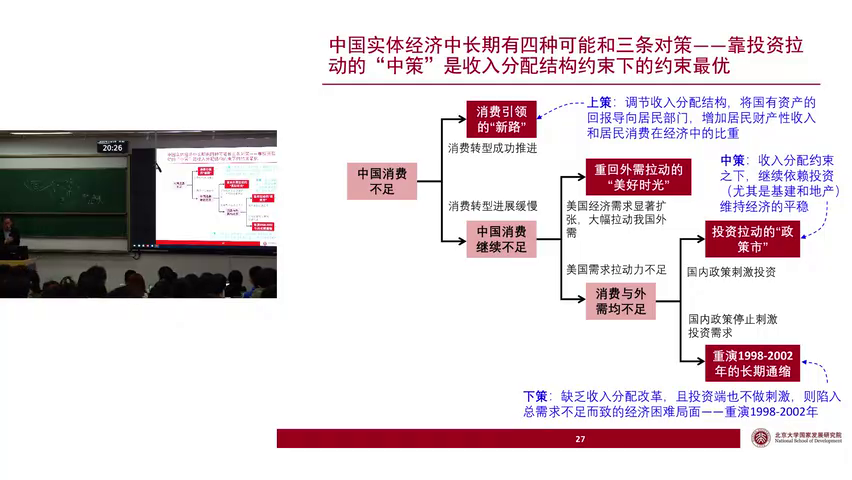 中国实体经济中长期有四种可能和三条对策——靠投资拉
动的“中策”是收入分配结构约束下的约束最优
消费引领
的“新路”
上策：调节收入分配结构，将国有资产的
回报导向居民部门，增加居民财产性收入
和居民消费在经济中的比重
消费转型成功推进
中国消费
不足
重回外需拉动的
“美好时光”
中策：收入分配约束
之下，继续依赖投资
（尤其是基建和地产）
维持经济的平稳
消费转型进展缓慢
美国经济需求显著扩
张，大幅拉动我国外
需
中国消费
继续不足
投资拉动的“政
策市”
美国需求拉动力不足
国内政策刺激投资
消费与外
需均不足
国内政策停止刺激
投资需求
重演1998-2002
年的长期通缩
下策：缺乏收入分配改革，且投资端也不做刺激，则陷入
总需求不足而致的经济困难局面——重演1998-2002年
27
北京大学国家发展研究院
National School of Development
20:26